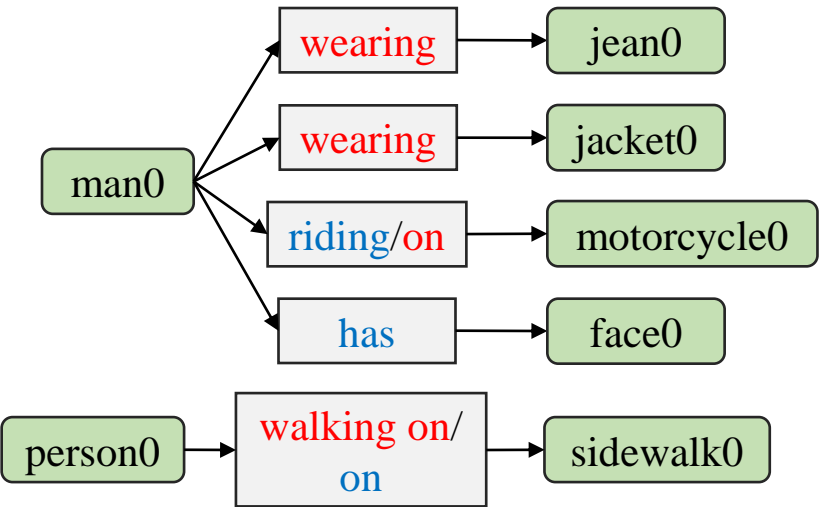 wearing
jean0
wearing
jacket0
man0
riding/on
motorcycle0
has
face0
person0
walking on/
on
sidewalk0